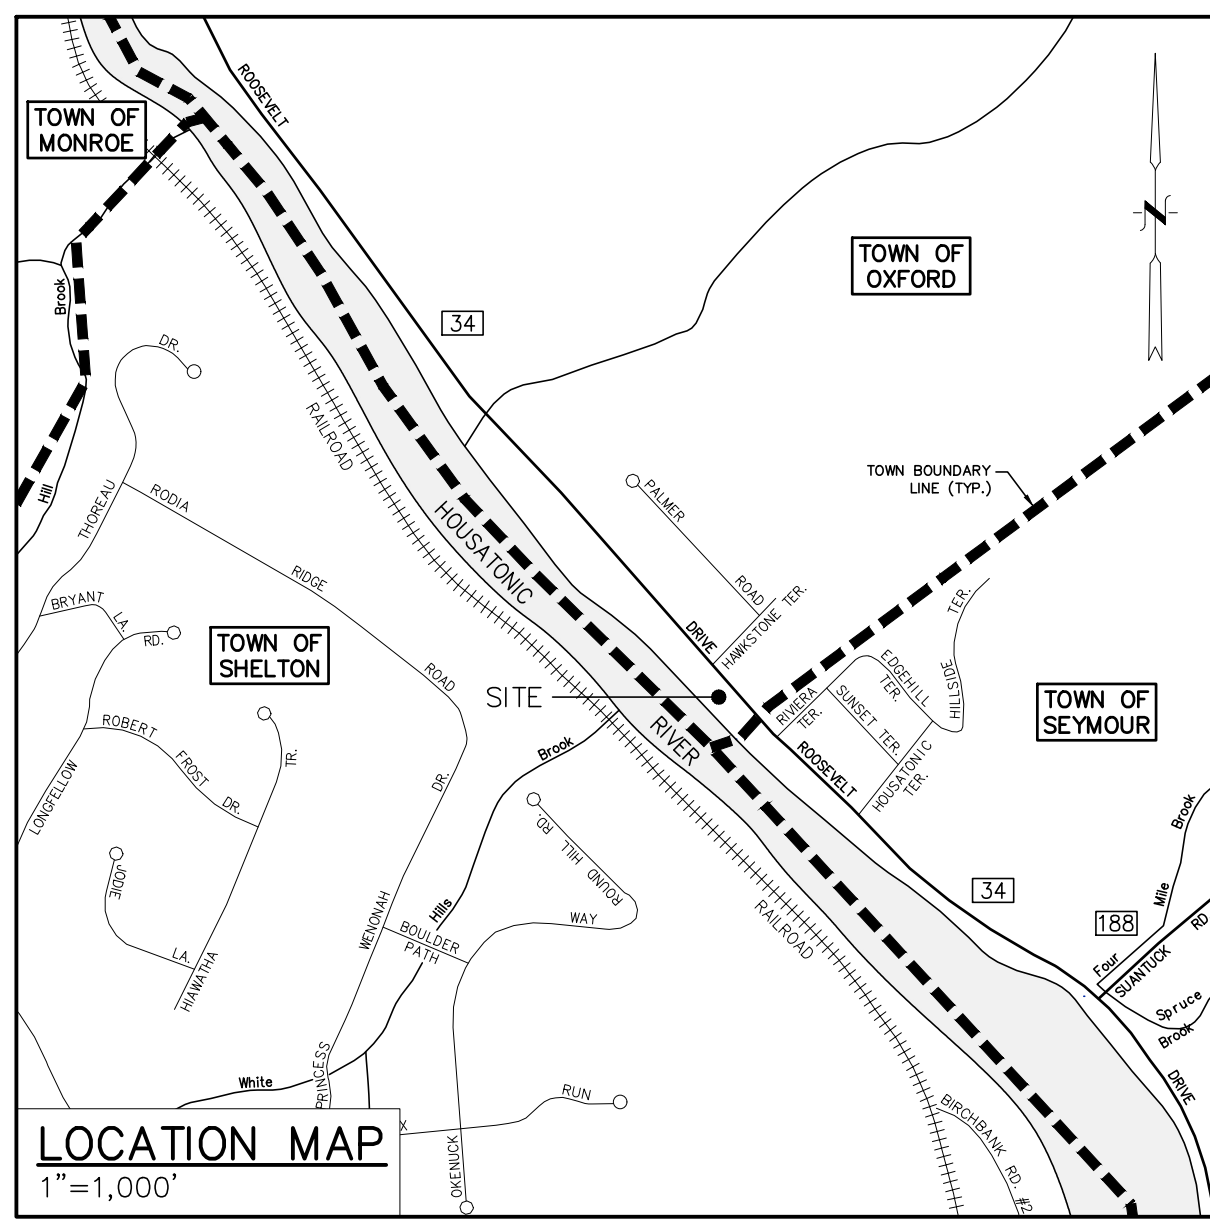 ROOSEVELT
TOWN OF
MONROE
N
TOWN OF
OXFORD
Brook
34
DR.
RAILROAD
TOWN BOUNDARY
LINE (TYP.)
Hill
THOREAU
RODIA
PALMER
HOUSATONIC
RIDGE
ROAD
BRYANT
LA.
RD.
HAWKSTONE TER.
TER.
DRIVE
TOWN OF
SHELTON
ROAD
EDGEHILL
TER.
HILLSIDE
SITE
RIVIERA
TER.
SUNSET TER.
TOWN OF
SEYMOUR
ROBERT
FROST
DR.
TR.
Brook
RIVER
ROOSEVELT
HOUSATONIC
TER.
DR.
LONGFELLOW
ROUND HILL RD.
Brook
JODIE
LA.
Hills
WAY
34
188
Mile
RD
WENONAH
BOULDER
PATH
RAILROAD
Four
SUANTUCK
HIAWATHA
Spruce
Brook
PRINCESS
White
RUN
DRIVE
X
BIRCHBANK RD. #2
OKENUCK
LOCATION MAP
1"=1,000'